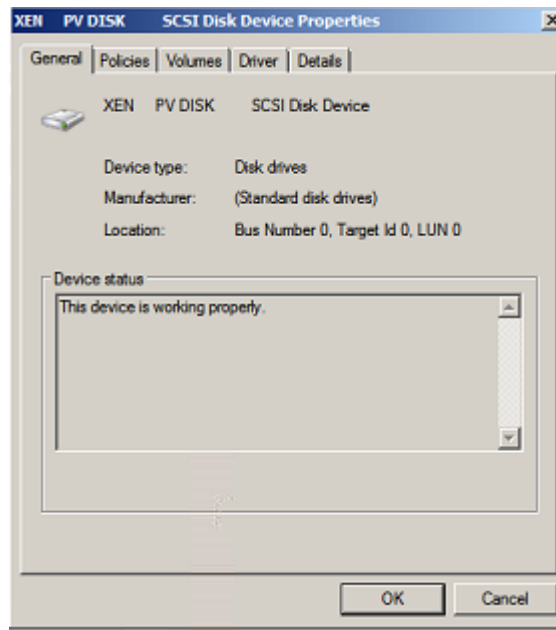 XEN PV DISK SCSI Disk Device Properties
General Policies Volumes Driver Details
XEN PV DISK SCSI Disk Device
Device type: Disk drives
Manufacturer: (Standard disk drives)
Location: Bus Number 0, Target Id 0, LUN 0
Device status
This device is working properly.
OK Cancel